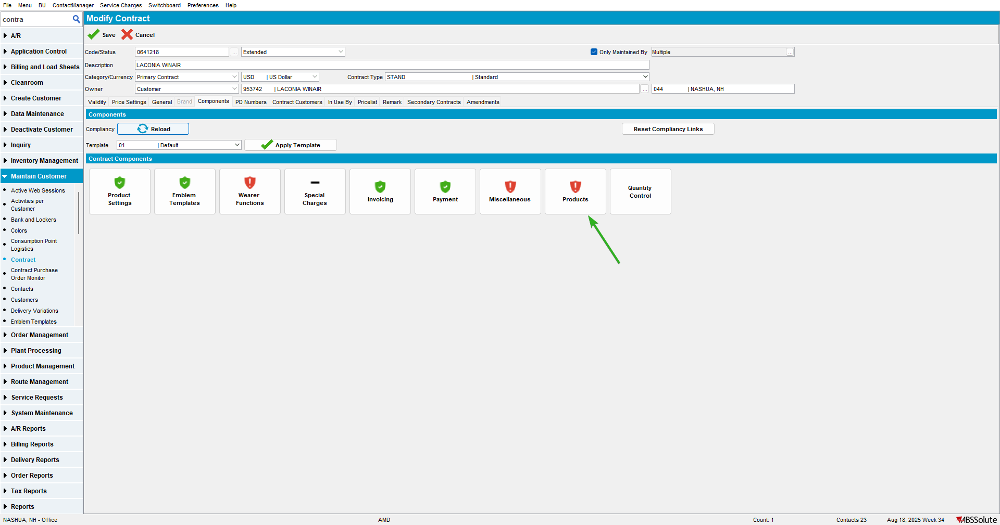 File Menu BU ContactManager Service Charges Switchboard Preferences Help
contra
A/R
Application Control
Billing and Load Sheets
Cleanroom
Create Customer
Data Maintenance
Deactivate Customer
Inquiry
Inventory Management
Maintain Customer
Active Web Sessions
Activities per
Customer
Bank and Lockers
Colors
Consumption Point
Logistics
Contract
Contract Purchase
Order Monitor
Contacts
Customers
Delivery Variations
Emblem Templates
Order Management
Plant Processing
Product Management
Route Management
Service Requests
System Maintenance
A/R Reports
Billing Reports
Delivery Reports
Order Reports
Tax Reports
Reports
Modify Contract
Save Cancel
Code/Status 0641218 ... Extended Only Maintained By Multiple ...
Description LACONIA WINAIR
Category/Currency Primary Contract USD | US Dollar Contract Type STAND | Standard
Owner Customer 953742 | LACONIA WINAIR ... 044 | NASHUA, NH
Validity Price Settings General Brand Components PO Numbers Contract Customers In Use By Pricelist Remark Secondary Contracts Amendments
Components
Compliancy Reload Reset Compliancy Links
Template 01 | Default Apply Template
Contract Components
Product
Settings
Emblem
Templates
Wearer
Functions
Special
Charges
Invoicing
Payment
Miscellaneous
Products
Quantity
Control
NASHUA, NH - Office AMD Count: 1 Contacts 23 Aug 18, 2025 Week 34 ABSSolute